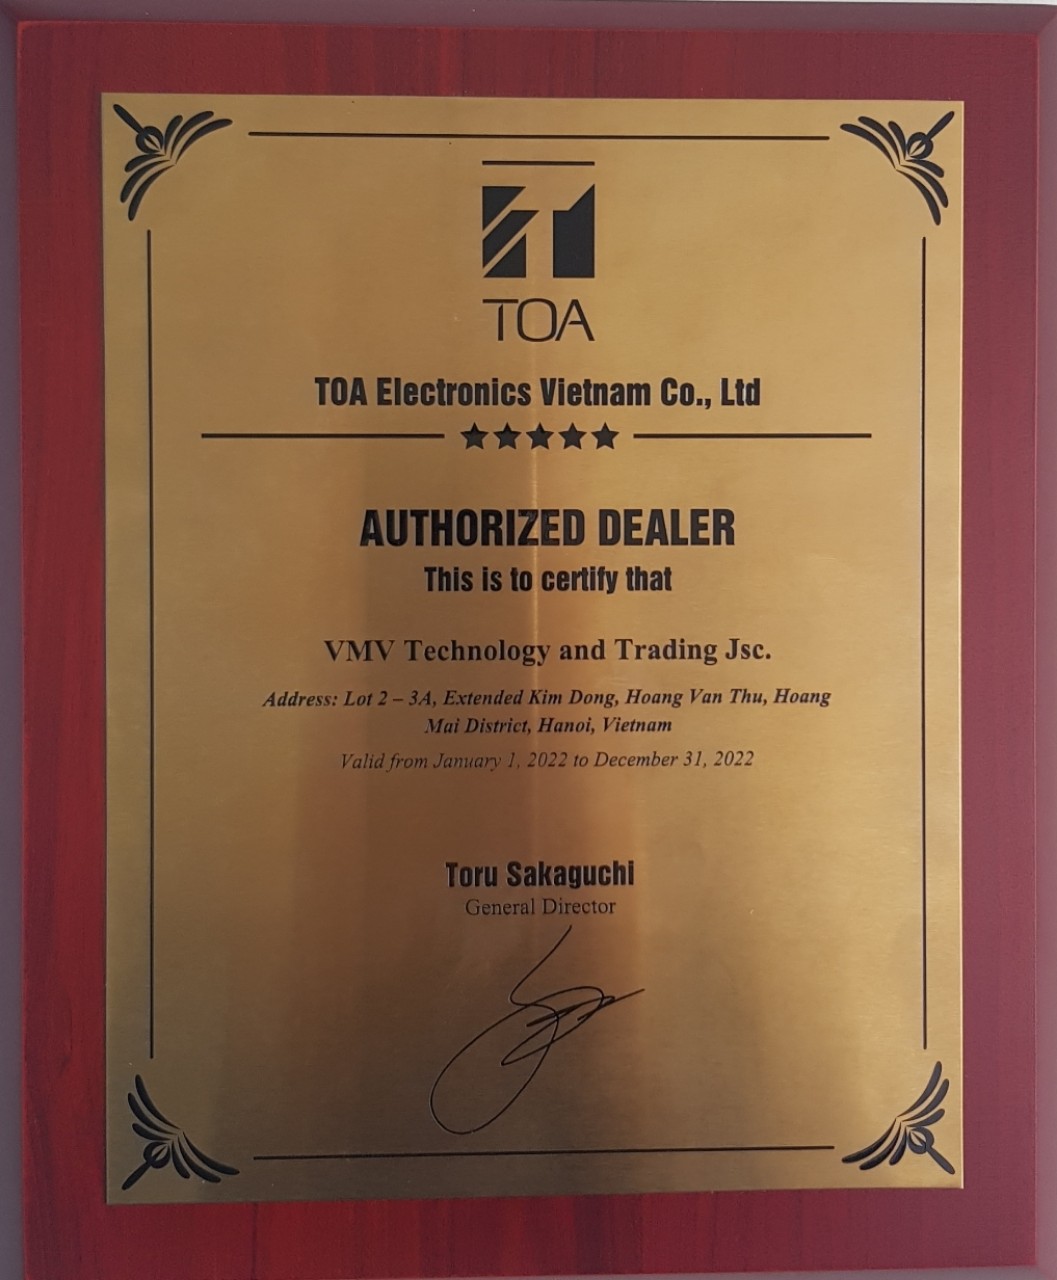 TOA
TOA Electronics Vietnam Co., Ltd
AUTHORIZED DEALER
This is to certify that
VMV Technology and Trading Jsc.
Address: Lot 2 – 3A, Extended Kim Dong, Hoang Van Thu, Hoang
Mai District, Hanoi, Vietnam
Valid from January 1, 2022 to December 31, 2022
Toru Sakaguchi
General Director